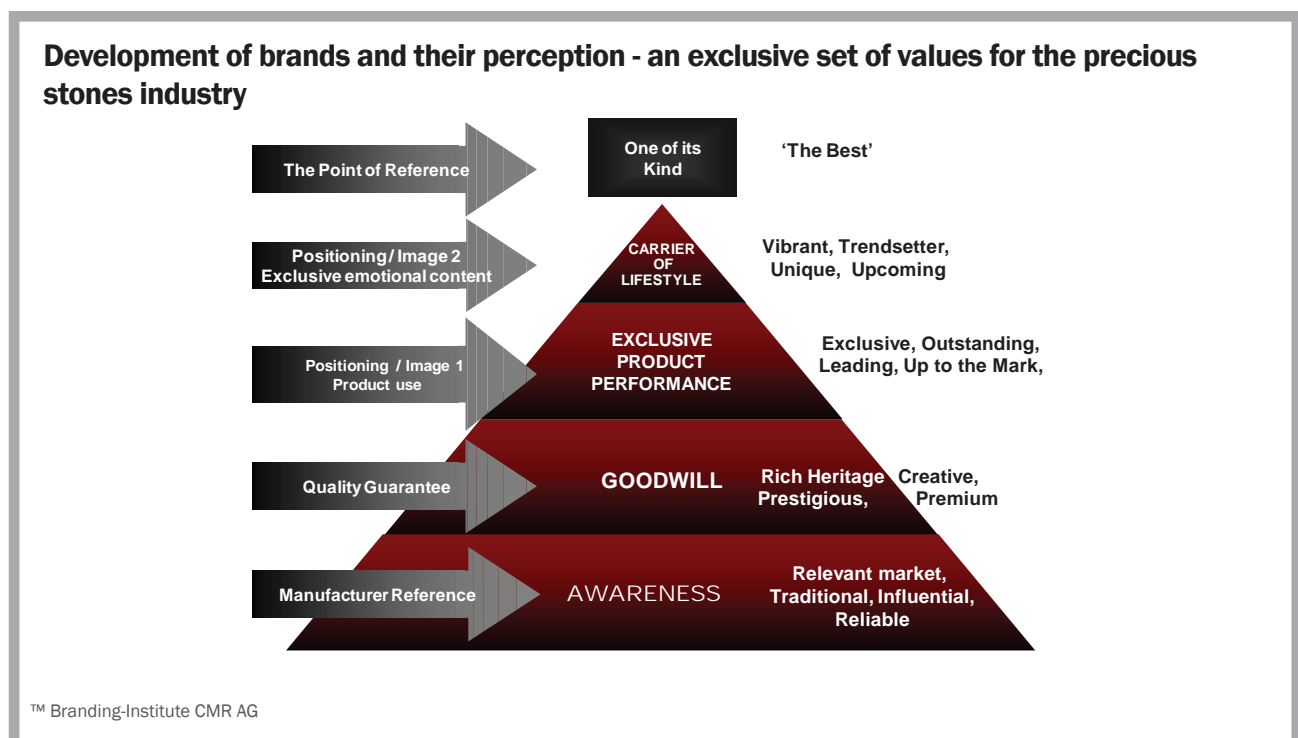 Development of brands and their perception - an exclusive set of values for the precious
stones industry
The Point of Reference
One of its
Kind
‘The Best’
Positioning / Image 2
Exclusive emotional content
CARRIER
OF
LIFESTYLE
Vibrant, Trendsetter,
Unique, Upcoming
Positioning / Image 1
Product use
EXCLUSIVE
PRODUCT
PERFORMANCE
Exclusive, Outstanding,
Leading, Up to the Mark,
Quality Guarantee
GOODWILL
Rich Heritage Creative,
Prestigious, Premium
Manufacturer Reference
AWARENESS
Relevant market,
Traditional, Influential,
Reliable
™ Branding-Institute CMR AG